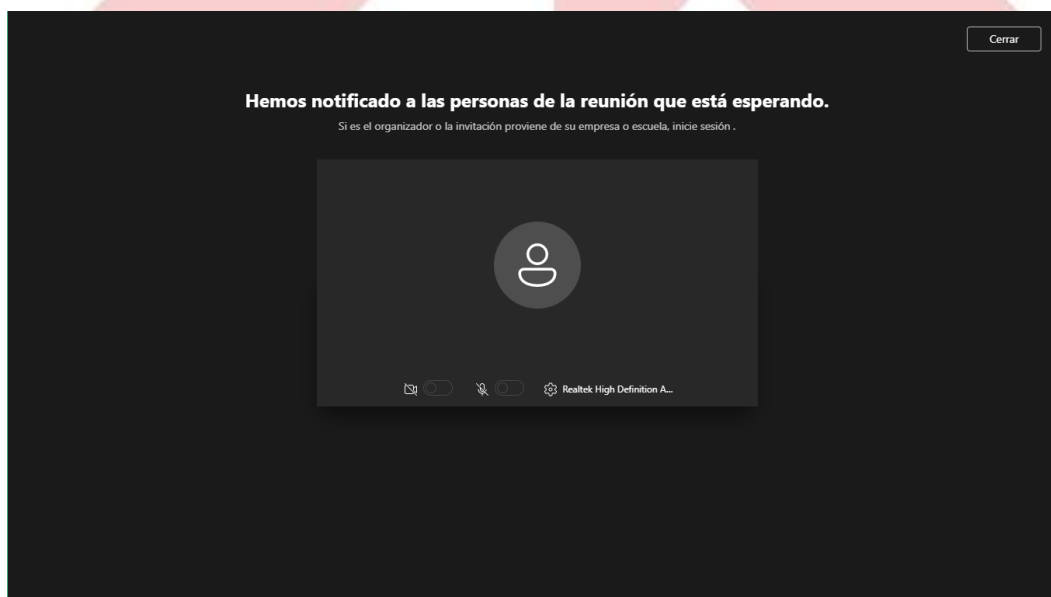 Cerrar
Hemos notificado a las personas de la reunión que está esperando.
Si es el organizador o la invitación proviene de su empresa o escuela, inicie sesión .
Realtek High Definition A...